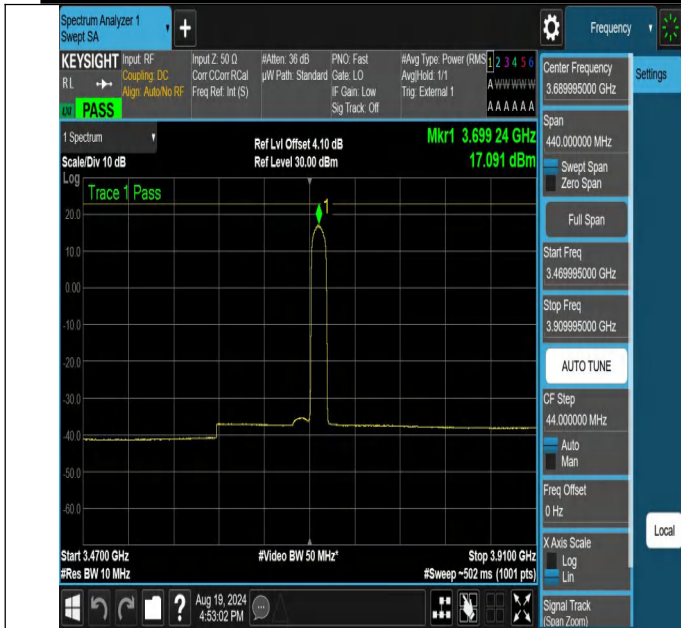 Spectrum Analyzer 1
Swept SA
Frequency
KEYSIGHT
RL
PASS
Input: RF
Coupling: DC
Align: Auto/No RF
Input Z: 50 Ω
Corr CCorr RCal
Freq Ref: Int (S)
#Atten: 36 dB
µW Path: Standard
PNO: Fast
Gate: LO
IF Gain: Low
Sig Track: Off
#Avg Type: Power (RMS
Avg|Hold: 1/1
Trig: External 1
1 2 3 4 5 6
A W W W W W
A A A A A A
1 Spectrum
Scale/Div 10 dB
Ref Lvl Offset 4.10 dB
Ref Level 30.00 dBm
Mkr1 3.699 24 GHz
17.091 dBm
Log
Trace 1 Pass
1
20.0
10.0
0.00
-10.0
-20.0
-30.0
-40.0
-50.0
-60.0
Start 3.4700 GHz
#Res BW 10 MHz
#Video BW 50 MHz*
Stop 3.9100 GHz
#Sweep ~502 ms (1001 pts)
Aug 19, 2024
4:53:02 PM
Center Frequency
3.689995000 GHz
Settings
Span
440.000000 MHz
Swept Span
Zero Span
Full Span
Start Freq
3.469995000 GHz
Stop Freq
3.909995000 GHz
AUTO TUNE
CF Step
44.000000 MHz
Auto
Man
Freq Offset
0 Hz
X Axis Scale
Log
Lin
Local
Signal Track
(Span Zoom)